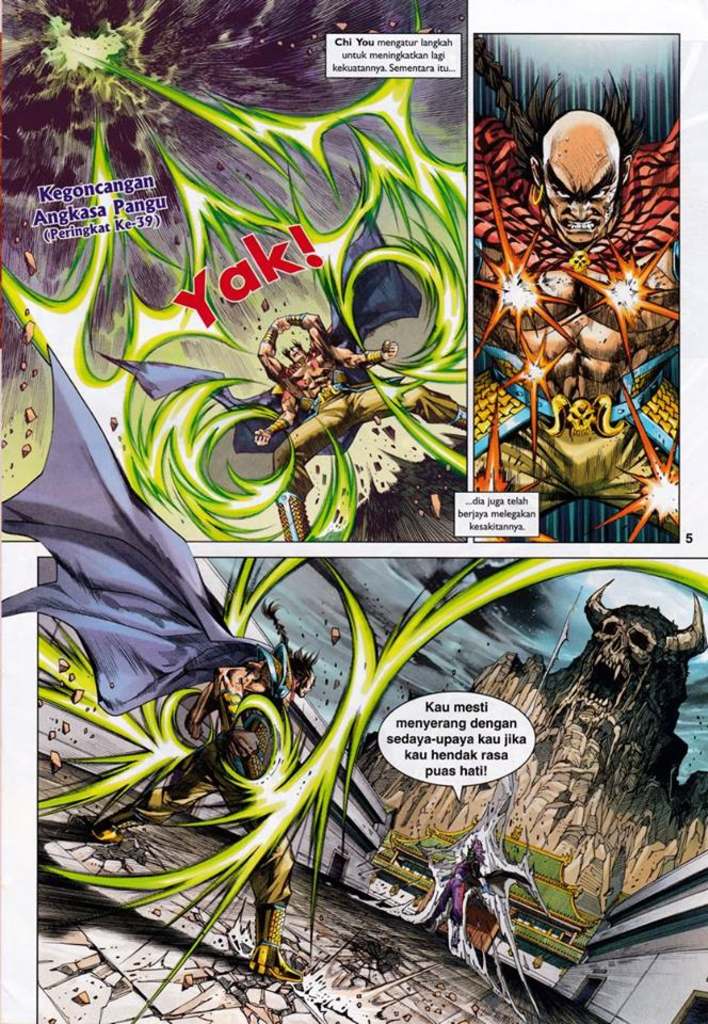 Chi You mengatur langkah
untuk meningkatkan lagi
kekuatannya. Sementara itu...
Kegoncangan
Angkasa Pangu
(Peringkat Ke-39)
Yak!
...dia juga telah
berjaya melegakan
kesakitannya.
5
Kau mesti
menyerang dengan
sedaya-upaya kau jika
kau hendak rasa
puas hati!